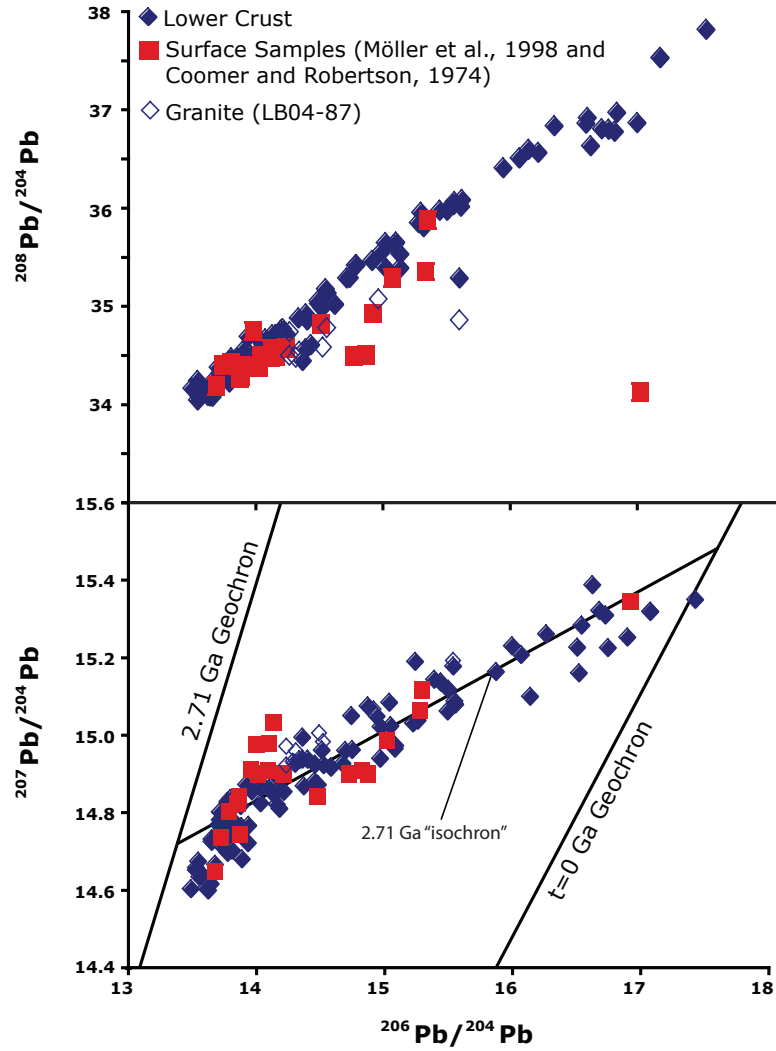 Lower Crust
Surface Samples (Möller et al., 1998 and
Coomer and Robertson, 1974)
Granite (LB04-87)
38
37
36
35
34
208Pb/204Pb
15.6
15.4
15.2
15.0
14.8
14.6
14.4
207Pb/204Pb
2.71 Ga Geochron
2.71 Ga “isochron”
t=0 Ga Geochron
13
14
15
16
17
18
206Pb/204Pb